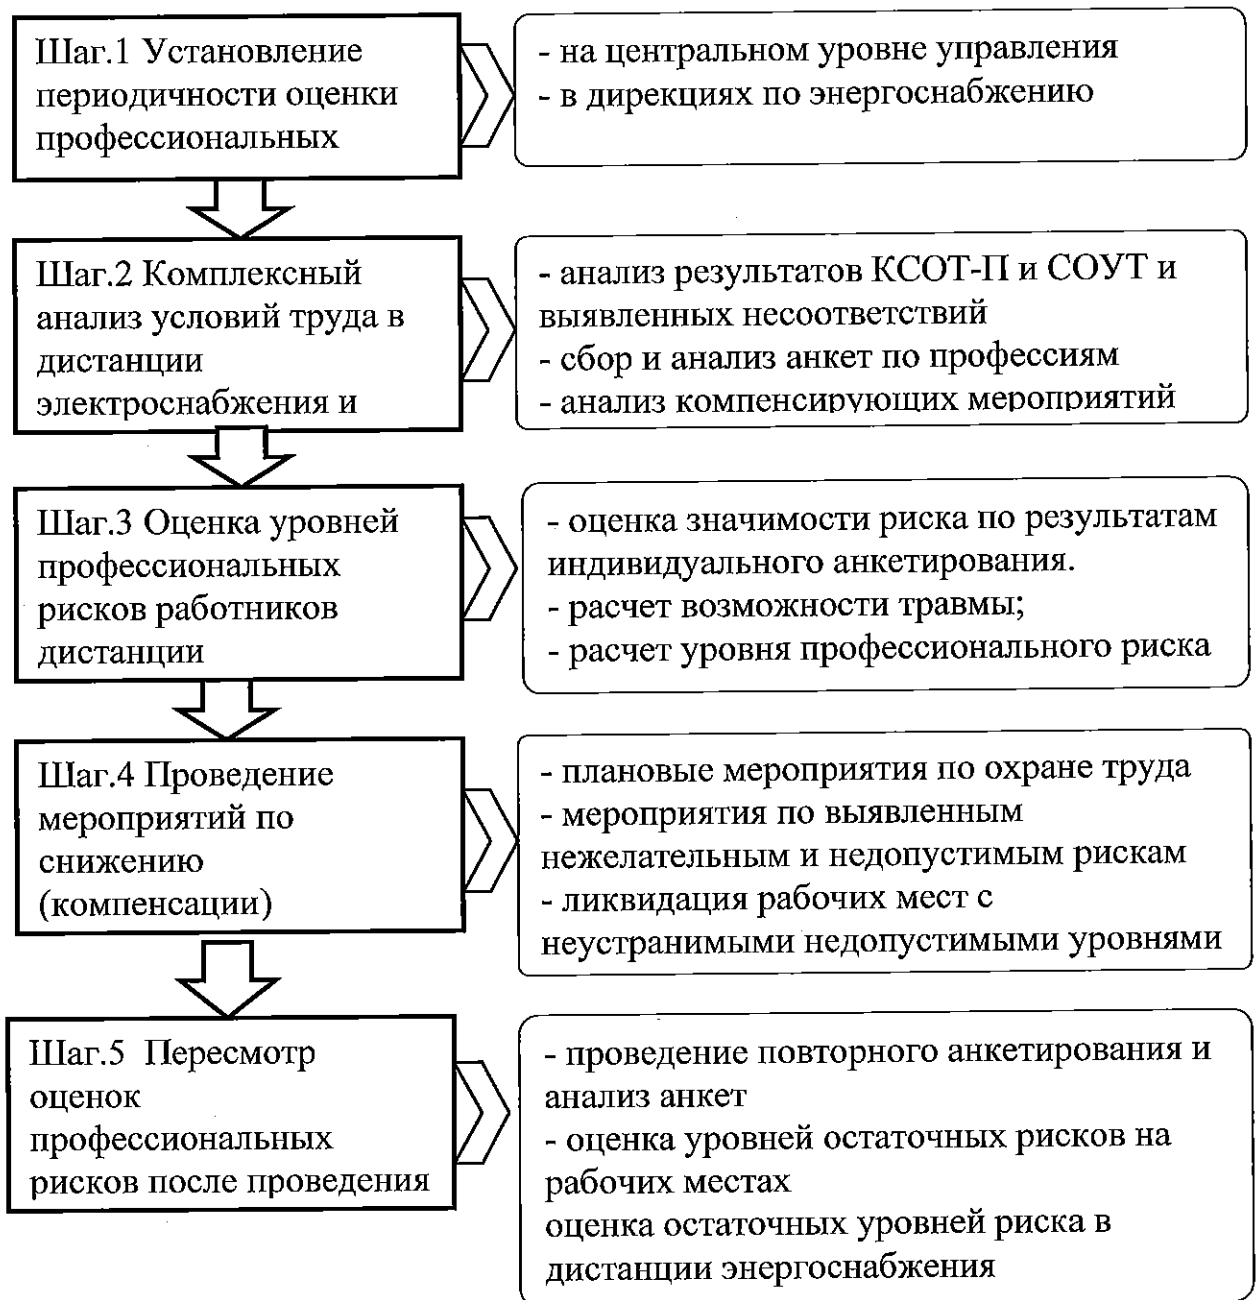 Шаг.1 Установление
периодичности оценки
профессиональных
- на центральном уровне управления
- в дирекциях по энергоснабжению
Шаг.2 Комплексный
анализ условий труда в
дистанции
электроснабжения и
- анализ результатов КСОТ-П и СОУТ и
выявленных несоответствий
- сбор и анализ анкет по профессиям
- анализ компенсирующих мероприятий
Шаг.3 Оценка уровней
профессиональных
рисков работников
дистанции
- оценка значимости риска по результатам
индивидуального анкетирования.
- расчет возможности травмы;
- расчет уровня профессионального риска
Шаг.4 Проведение
мероприятий по
снижению
(компенсации)
- плановые мероприятия по охране труда
- мероприятия по выявленным
нежелательным и недопустимым рискам
- ликвидация рабочих мест с
неустранимыми недопустимыми уровнями
Шаг.5 Пересмотр
оценок
профессиональных
рисков после проведения
- проведение повторного анкетирования и
анализ анкет
- оценка уровней остаточных рисков на
рабочих местах
оценка остаточных уровней риска в
дистанции энергоснабжения